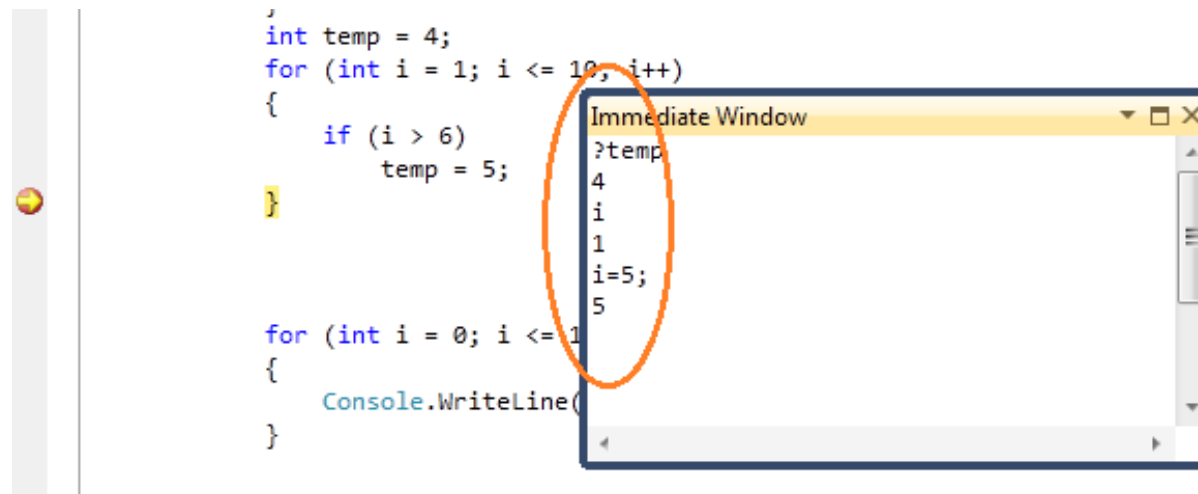 }
int temp = 4;
for (int i = 1; i <= 10; i++)
{
if (i > 6)
temp = 5;
}
for (int i = 0; i <= 1
{
Console.WriteLine(
}
Immediate Window
?temp
4
i
1
i=5;
5